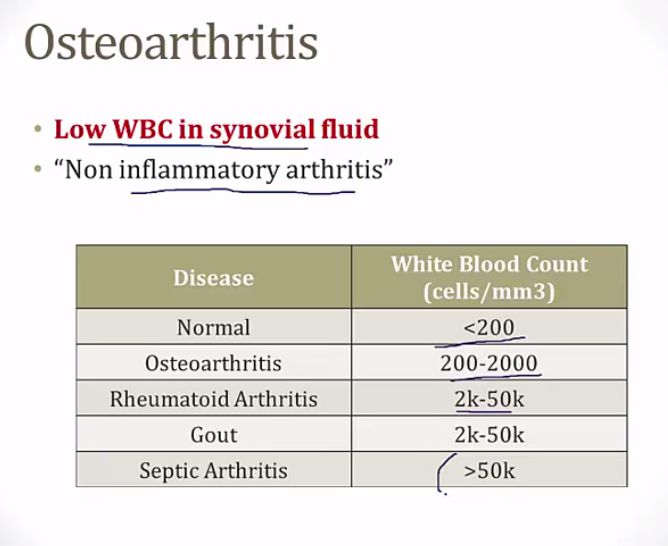 Osteoarthritis
• Low WBC in synovial fluid
• “Non inflammatory arthritis”
Disease White Blood Count (cells/mm3)
Normal <200
Osteoarthritis 200-2000
Rheumatoid Arthritis 2k-50k
Gout 2k-50k
Septic Arthritis >50k